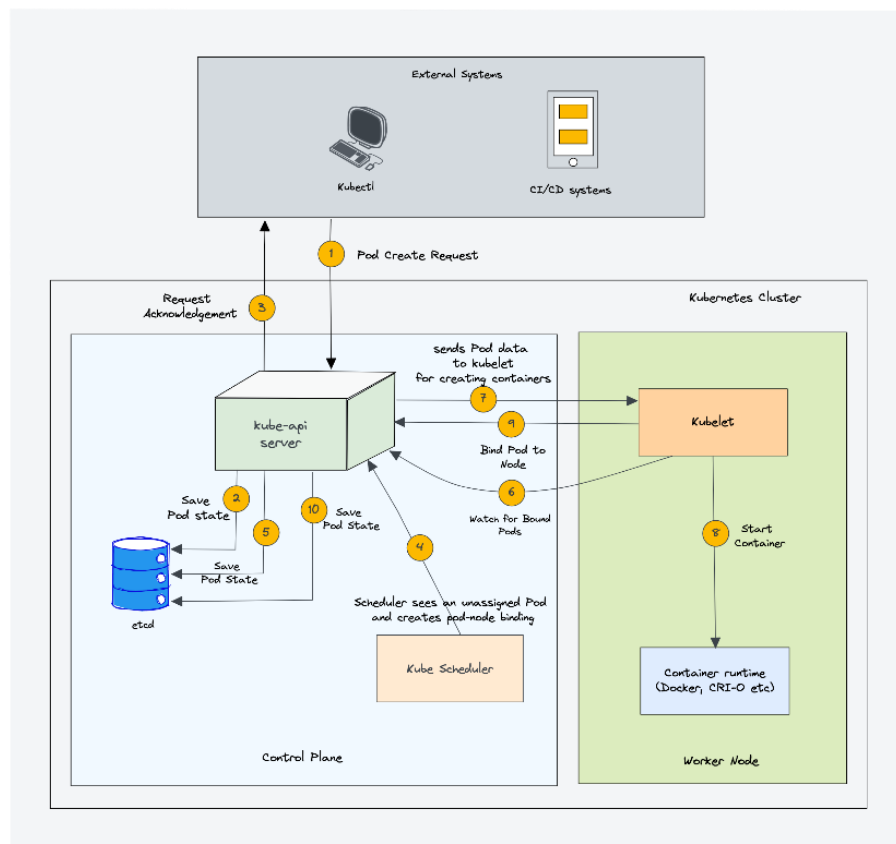 External Systems
Kubectl
CI/CD systems
1
Pod Create Request
3
Request
Acknowledgement
Kubernetes Cluster
sends Pod data
to kubelet
for creating containers
7
kube-api
server
9
Bind Pod to
Node
Kubelet
6
Watch for Bound
Pods
2
Save
Pod state
5
Save
Pod State
10
Save
Pod State
4
8
Start
Container
etcd
Scheduler sees an unassigned Pod
and creates pod-node binding
Kube Scheduler
Container runtime
(Docker, CRI-O etc)
Control Plane
Worker Node